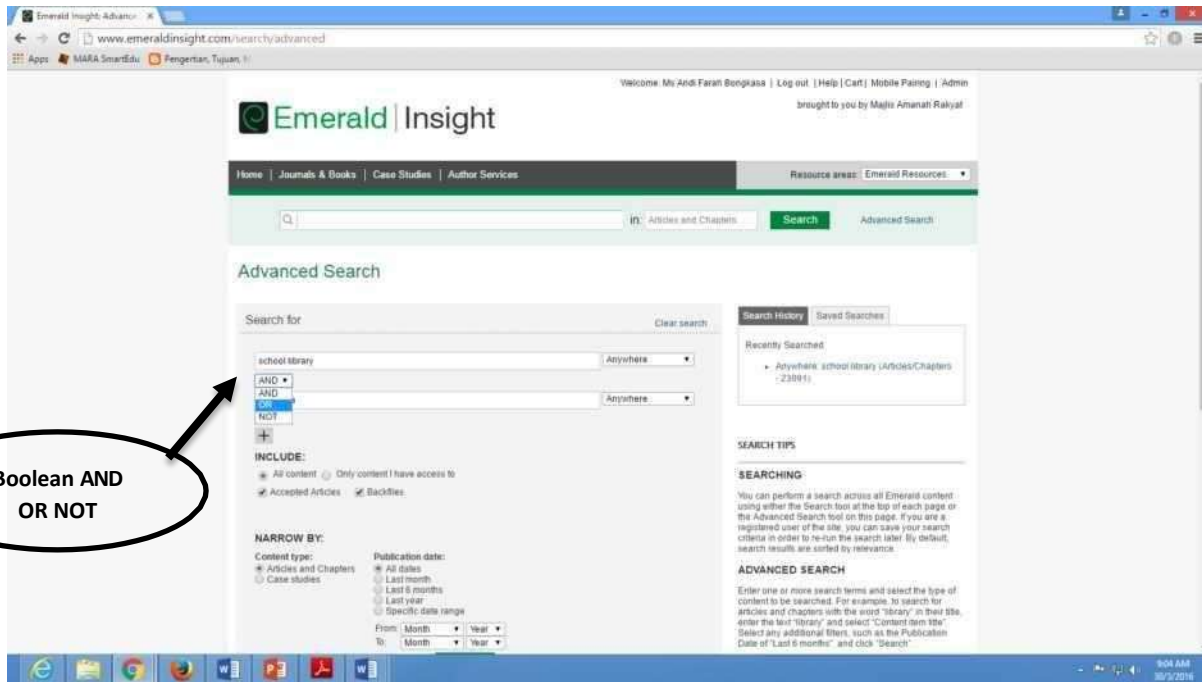 Emerald Insight: Advance
www.emeraldinsight.com/search/advanced
Apps MARA SmartEdu Pengertian, Tujuan,
Welcome: Ms Andi Farah Bongkasa | Log out | Help | Cart | Mobile Pairing | Admin
brought to you by Majlis Amanah Rakyat
Emerald | Insight
Home | Journals & Books | Case Studies | Author Services
Resource areas: Emerald Resources
in: Articles and Chapters
Search
Advanced Search
Advanced Search
Search for
Clear search
school library
Anywhere
AND
AND
OR
NOT
Anywhere
+
INCLUDE:
All content Only content I have access to
Accepted Articles Backfiles
NARROW BY:
Content type:
Articles and Chapters
Case studies
Publication date:
All dates
Last month
Last 6 months
Last year
Specific date range
From: Month Year
To: Month Year
Search History Saved Searches
Recently Searched
Anywhere: school library (Articles/Chapters
- 23891)
SEARCH TIPS
SEARCHING
You can perform a search across all Emerald content
using either the Search tool at the top of each page or
the Advanced Search tool on this page. If you are a
registered user of the site, you can save your search
criteria in order to re-run the search later. By default,
search results are sorted by relevance.
ADVANCED SEARCH
Enter one or more search terms and select the type of
content to be searched. For example, to search for
articles and chapters with the word "library" in their title,
enter the text "library" and select "Content item title".
Select any additional filters, such as the Publication
Date of "Last 6 months" and click "Search"
Boolean AND
OR NOT
9:04 AM
30/3/2016